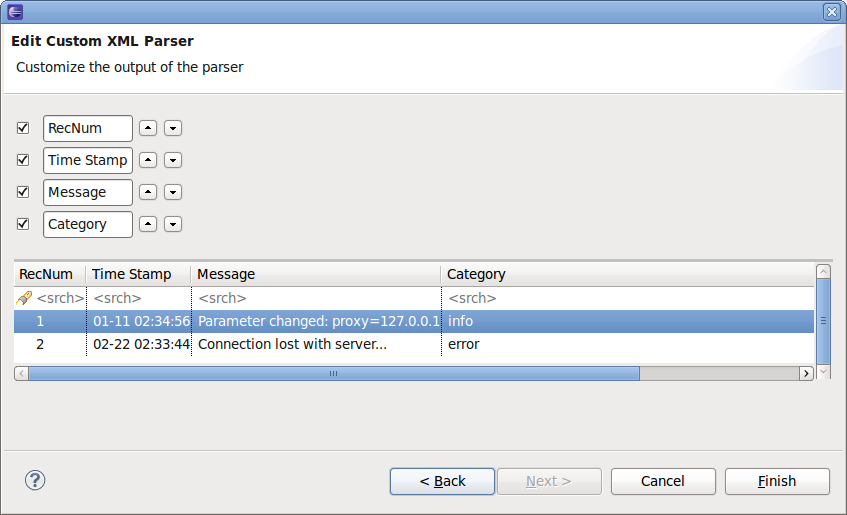 Edit Custom XML Parser
Customize the output of the parser
RecNum
Time Stamp
Message
Category
RecNum Time Stamp Message Category
<srch> <srch> <srch> <srch>
1 01-11 02:34:56 Parameter changed: proxy=127.0.0.1 info
2 02-22 02:33:44 Connection lost with server... error
? < Back Next > Cancel Finish